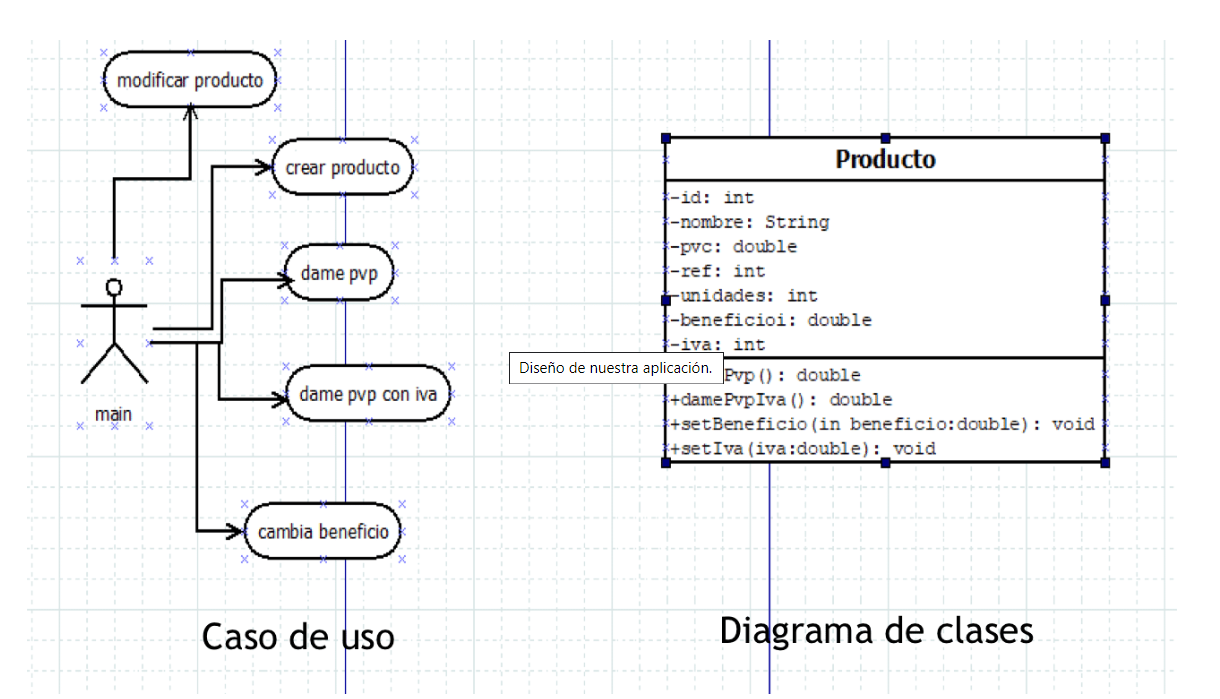 modificar producto
crear producto
dame pvp
dame pvp con iva
main
cambia beneficio
Caso de uso
Diseño de nuestra aplicación.
Producto
-id: int
-nombre: String
-pvc: double
-ref: int
-unidades: int
-beneficioi: double
-iva: int
Pvp(): double
+damePvpIva(): double
+setBeneficio(in beneficio:double): void
+setIva(iva:double): void
Diagrama de clases